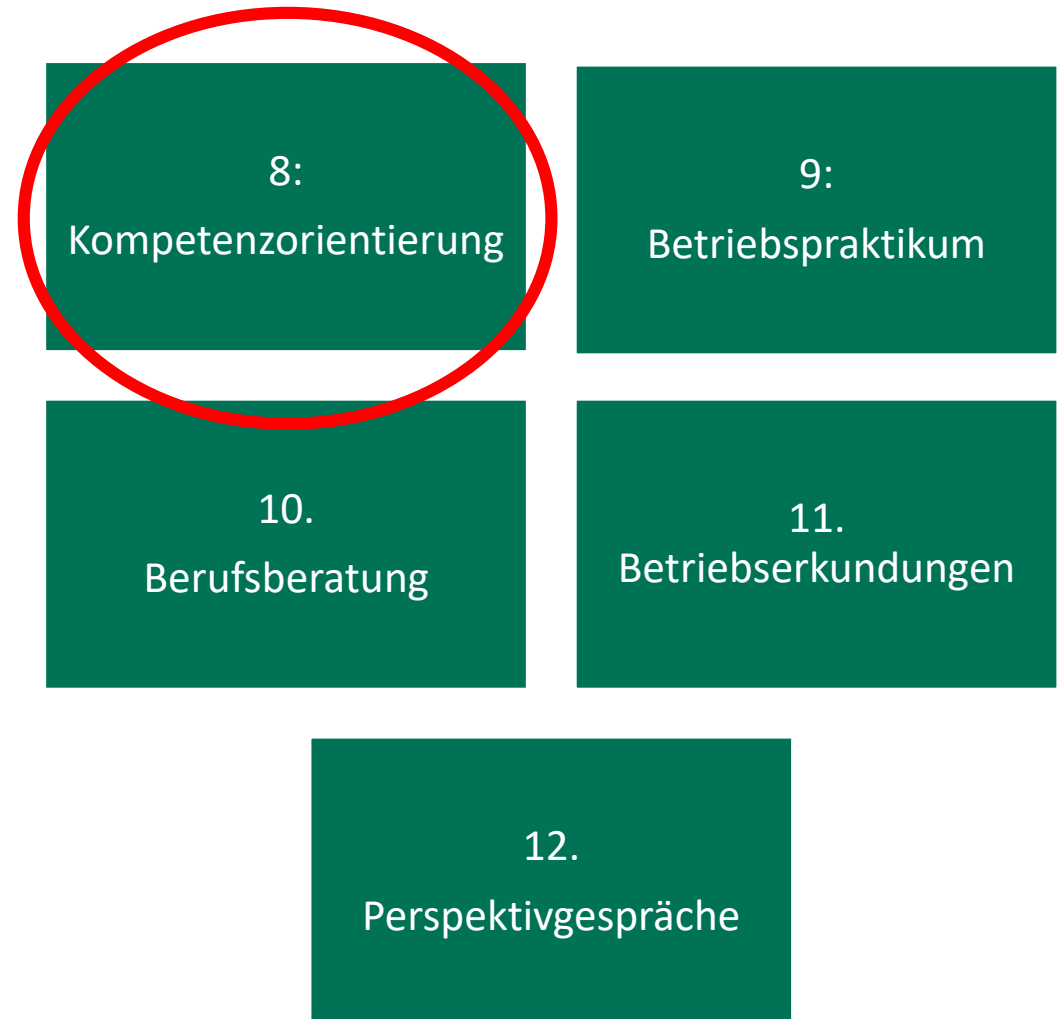 8:
Kompetenzorientierung
9:
Betriebspraktikum
10.
Berufsberatung
11.
Betriebserkundungen
12.
Perspektivgespräche